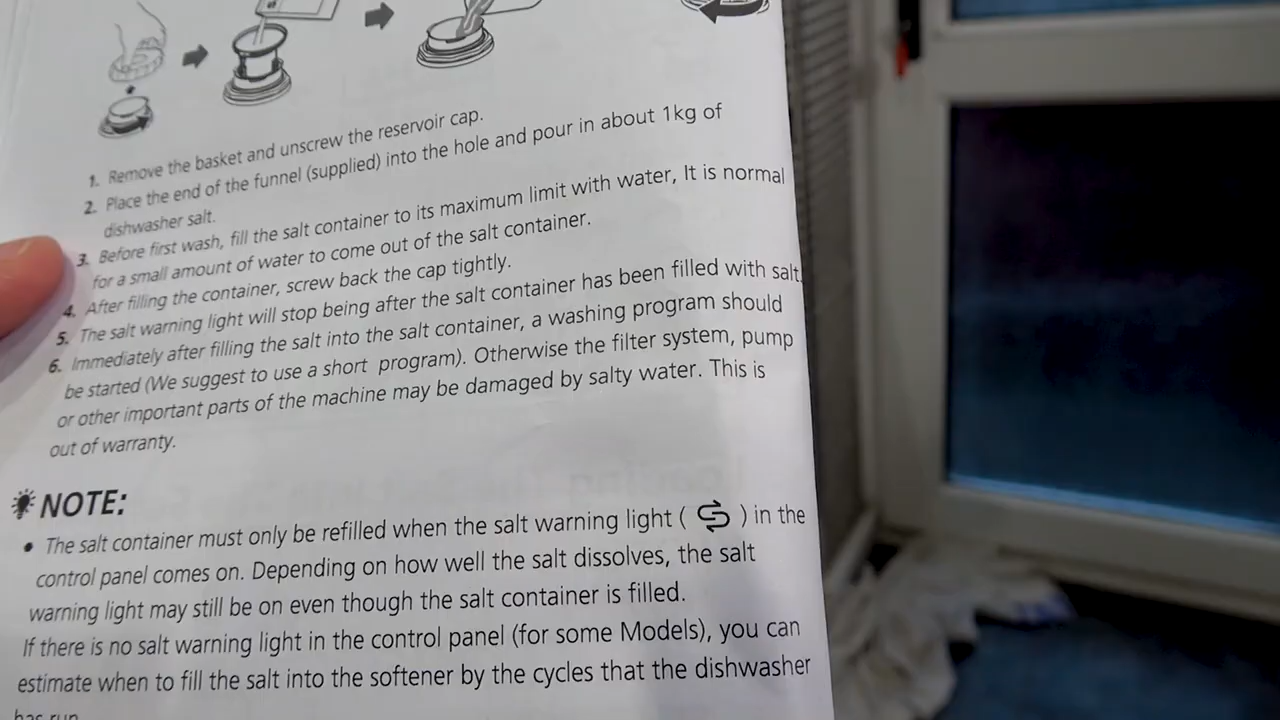 1. Remove the basket and unscrew the reservoir cap.
2. Place the end of the funnel (supplied) into the hole and pour in about 1kg of
dishwasher salt.
3. Before first wash, fill the salt container to its maximum limit with water, It is normal
for a small amount of water to come out of the salt container.
4. After filling the container, screw back the cap tightly.
5. The salt warning light will stop being after the salt container has been filled with salt.
6. Immediately after filling the salt into the salt container, a washing program should
be started (We suggest to use a short program). Otherwise the filter system, pump
or other important parts of the machine may be damaged by salty water. This is
out of warranty.
NOTE:
• The salt container must only be refilled when the salt warning light ( ) in the
control panel comes on. Depending on how well the salt dissolves, the salt
warning light may still be on even though the salt container is filled.
If there is no salt warning light in the control panel (for some Models), you can
estimate when to fill the salt into the softener by the cycles that the dishwasher
has run